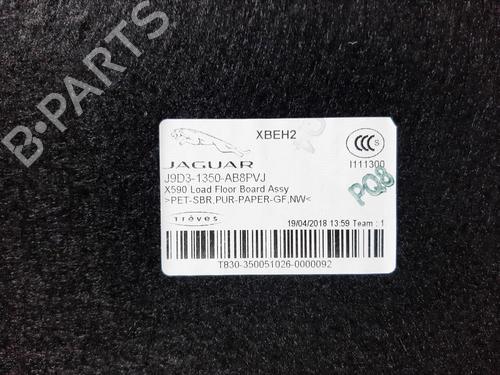 B-PARTS
XBEH2
JAGUAR
CCC S
I111300
J9D3-1350-AB8PVJ
X590 Load Floor Board Assy
>PET-SBR,PUR-PAPER-GF,NW<
PQ8
trèves
19/04/2018 13:59 Team : 1
T830-350051026-0000092